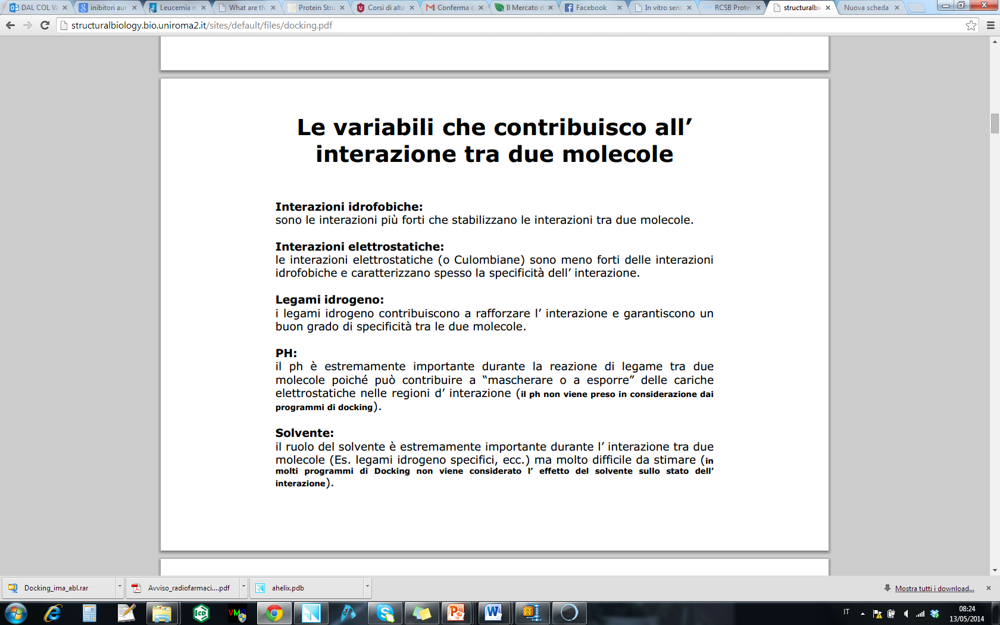 DAL COL V
inibitori aur
Leucemia n
What are th
Protein Stru
Corsi di alta
Conferma d
Il Mercato d
Facebook
In vitro sens
RCSB Prote
structuralbi
Nuova scheda
structuralbiology.bio.uniroma2.it/sites/default/files/docking.pdf
Le variabili che contribuisco all’
interazione tra due molecole
Interazioni idrofobiche:
sono le interazioni più forti che stabilizzano le interazioni tra due molecole.
Interazioni elettrostatiche:
le interazioni elettrostatiche (o Culombiane) sono meno forti delle interazioni
idrofobiche e caratterizzano spesso la specificità dell’ interazione.
Legami idrogeno:
i legami idrogeno contribuiscono a rafforzare l’ interazione e garantiscono un
buon grado di specificità tra le due molecole.
PH:
il ph è estremamente importante durante la reazione di legame tra due
molecole poiché può contribuire a “mascherare o a esporre” delle cariche
elettrostatiche nelle regioni d’ interazione (il ph non viene preso in considerazione dai
programmi di docking).
Solvente:
il ruolo del solvente è estremamente importante durante l’ interazione tra due
molecole (Es. legami idrogeno specifici, ecc.) ma molto difficile da stimare (in
molti programmi di Docking non viene considerato l’ effetto del solvente sullo stato dell’
interazione).
Docking_ima_abl.rar
Avviso_radiofarmaci....pdf
ahelix.pdb
Mostra tutti i download...
IT
08:24
13/05/2014